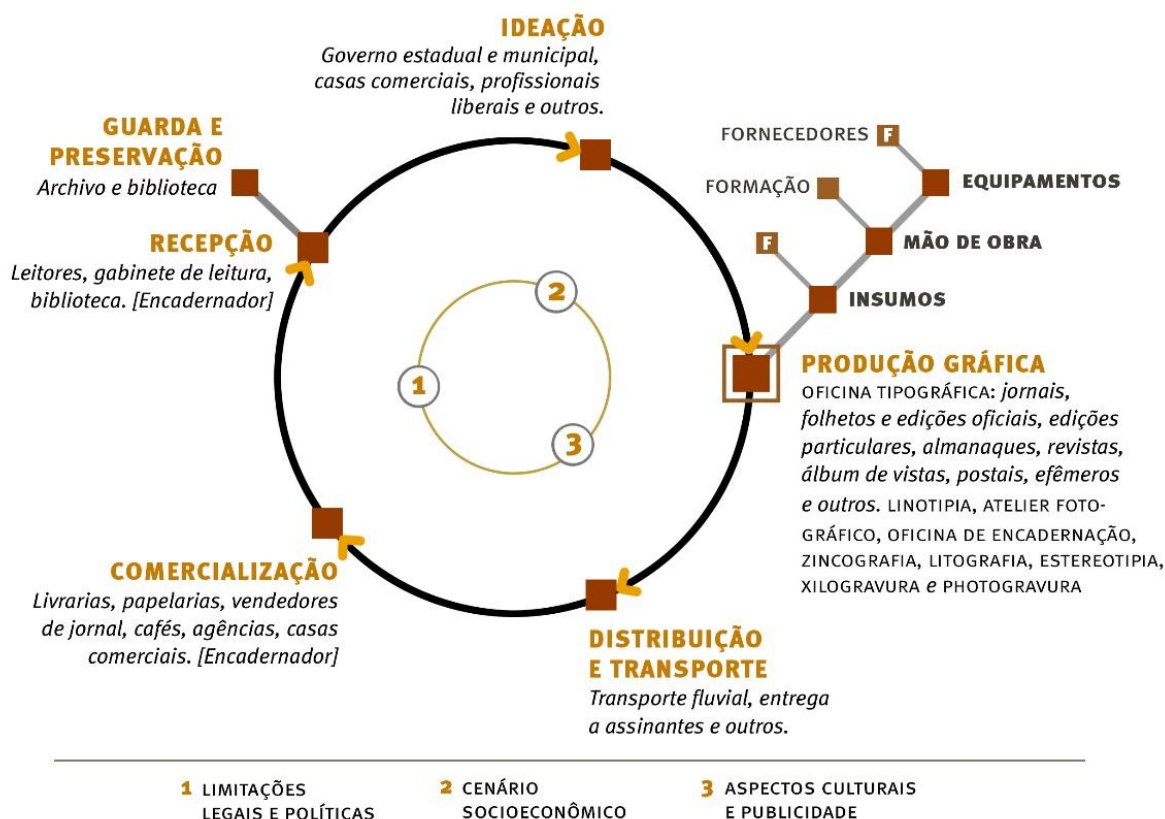 IDEAÇÃO
Governo estadual e municipal,
casas comerciais, profissionais
liberais e outros.
GUARDA E
PRESERVAÇÃO
Archivo e biblioteca
RECEPÇÃO
Leitores, gabinete de leitura,
biblioteca. [Encadernador]
FORNECEDORES F
FORMAÇÃO
EQUIPAMENTOS
F
MÃO DE OBRA
INSUMOS
PRODUÇÃO GRÁFICA
OFICINA TIPOGRÁFICA: jornais,
folhetos e edições oficiais, edições
particulares, almanaques, revistas,
álbum de vistas, postais, efêmeros
e outros. LINOTIPIA, ATELIER FOTO-
GRÁFICO, OFICINA DE ENCADERNAÇÃO,
ZINCOGRAFIA, LITOGRAFIA, ESTEREOTIPIA,
XILOGRAVURA e PHOTOGRAVURA
2
1
3
COMERCIALIZAÇÃO
Livrarias, papelarias, vendedores
de jornal, cafés, agências, casas
comerciais. [Encadernador]
DISTRIBUIÇÃO
E TRANSPORTE
Transporte fluvial, entrega
a assinantes e outros.
1 LIMITAÇÕES
LEGAIS E POLÍTICAS
2 CENÁRIO
SOCIOECONÔMICO
3 ASPECTOS CULTURAIS
E PUBLICIDADE